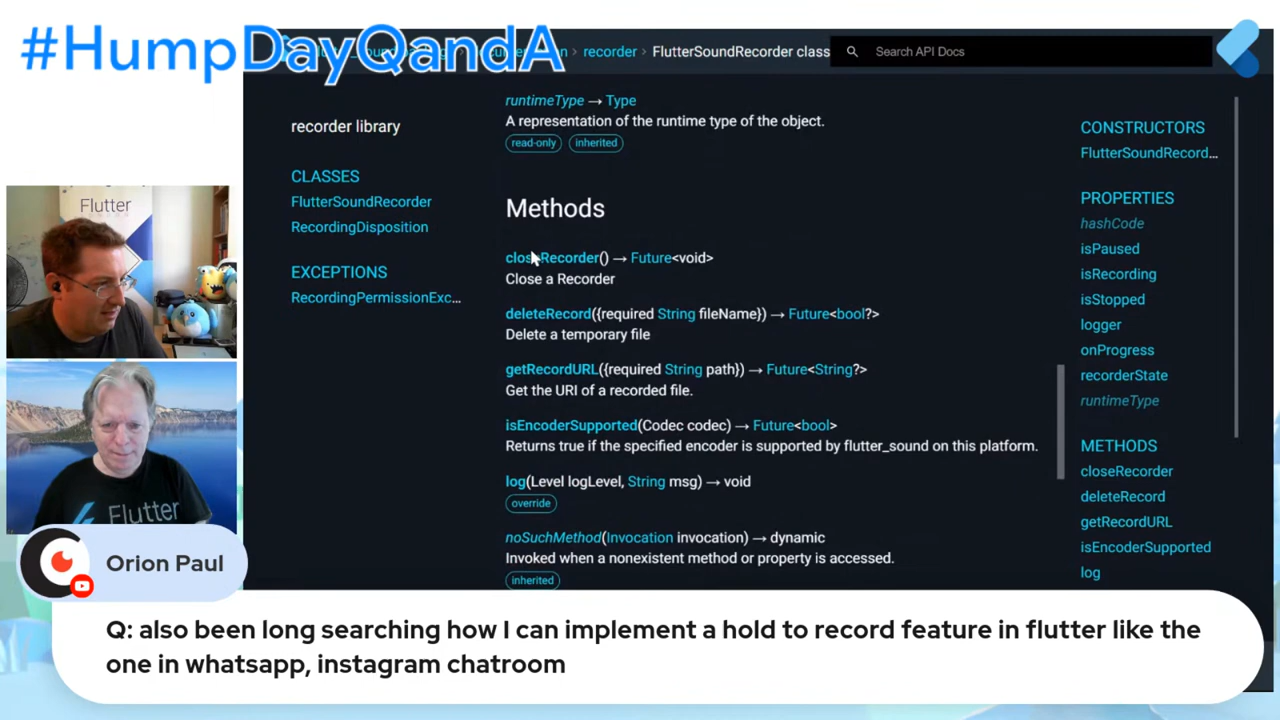 #HumpDayQandA
recorder > FlutterSoundRecorder class
Search API Docs
recorder library
CLASSES
FlutterSoundRecorder
RecordingDisposition
EXCEPTIONS
RecordingPermissionExc...
runtimeType → Type
A representation of the runtime type of the object.
read-only inherited
Methods
closeRecorder() → Future<void>
Close a Recorder
deleteRecord({required String fileName}) → Future<bool?>
Delete a temporary file
getRecordURL({required String path}) → Future<String?>
Get the URI of a recorded file.
isEncoderSupported(Codec codec) → Future<bool>
Returns true if the specified encoder is supported by flutter_sound on this platform.
log(Level logLevel, String msg) → void
override
noSuchMethod(Invocation invocation) → dynamic
Invoked when a nonexistent method or property is accessed.
inherited
CONSTRUCTORS
FlutterSoundRecord...
PROPERTIES
hashCode
isPaused
isRecording
isStopped
logger
onProgress
recorderState
runtimeType
METHODS
closeRecorder
deleteRecord
getRecordURL
isEncoderSupported
log
Flutter
Flutter
Orion Paul
Q: also been long searching how I can implement a hold to record feature in flutter like the
one in whatsapp, instagram chatroom